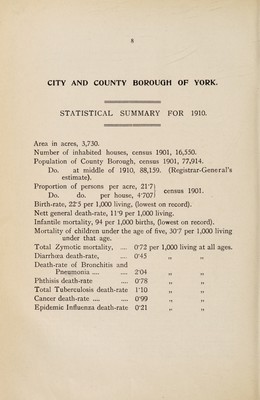 8
CITY AND COUNTY BOROUGH OF YORK.
STATISTICAL SUMMARY FOR 1910.
Area in acres, 3,730.
Number of inhabited houses, census 1901, 16,550.
Population of County Borough, census 1901, 77,914.
Do. at middle of 1910, 88,159. (Registrar-General's
estimate).
Proportion of persons per acre, 21·7
census 1901.
Do. do. per house, 4·707
Birth-rate, 22·5 per 1,000 living, (lowest on record).
Nett general death-rate, 11·9 per 1,000 living.
Infantile mortality, 94 per 1,000 births, (lowest on record).
Mortality of children under the age of five, 30·7 per 1,000 living
under that age.
Total Zymotic mortality, .... 0·72 per 1,000 living at all ages.
Diarrhœa death-rate, .... 0·45 ,, ,,
Death-rate of Bronchitis and
Pneumonia .... .... 2·04 ,, ,,
Phthisis death-rate .... 0·78 ,, ,,
Total Tuberculosis death-rate 1·10 ,, ,,
Cancer death-rate .... .... 0·99 ,, ,,
Epidemic Influenza death-rate 0·21 ,, ,,